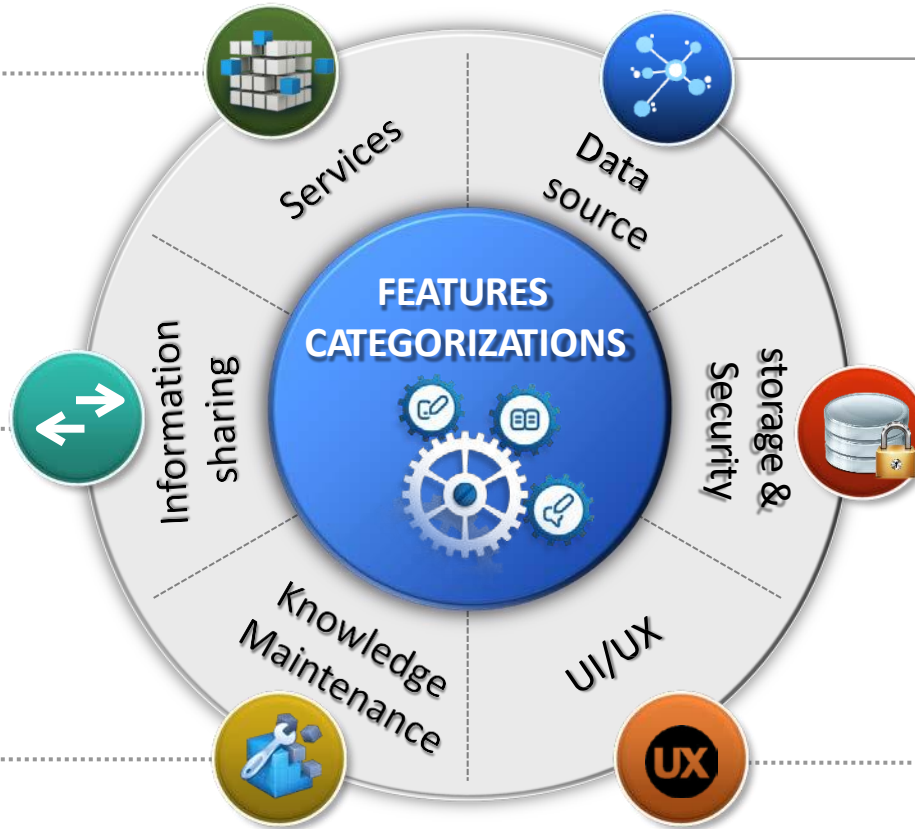 FEATURES
CATEGORIZATIONS
Services
Data
source
storage &
Security
UI/UX
UX
Knowledge
Maintenance
Information
sharing